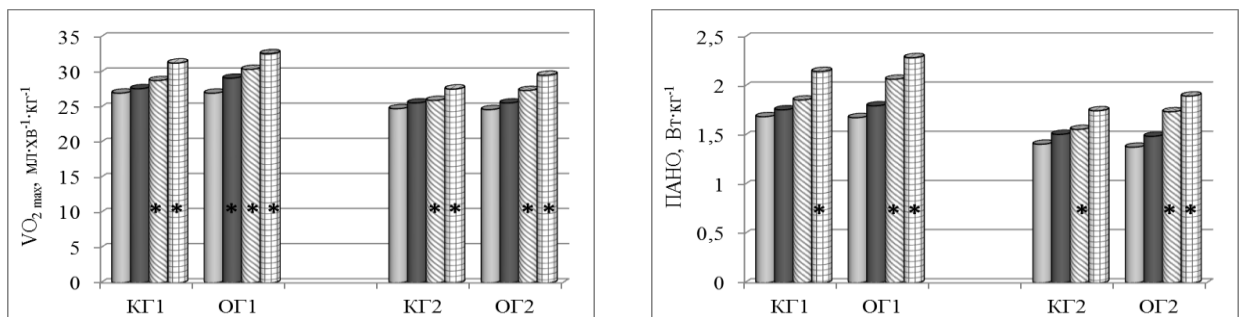 VO₂ max, мл·хв⁻¹·кг⁻¹
35
30
25
20
15
10
5
0
* * * * * * * * *
КГ1 ОГ1 КГ2 ОГ2
ПАНО, Вт·кг⁻¹
2,5
2
1,5
1
0,5
0
* * * * * *
КГ1 ОГ1 КГ2 ОГ2